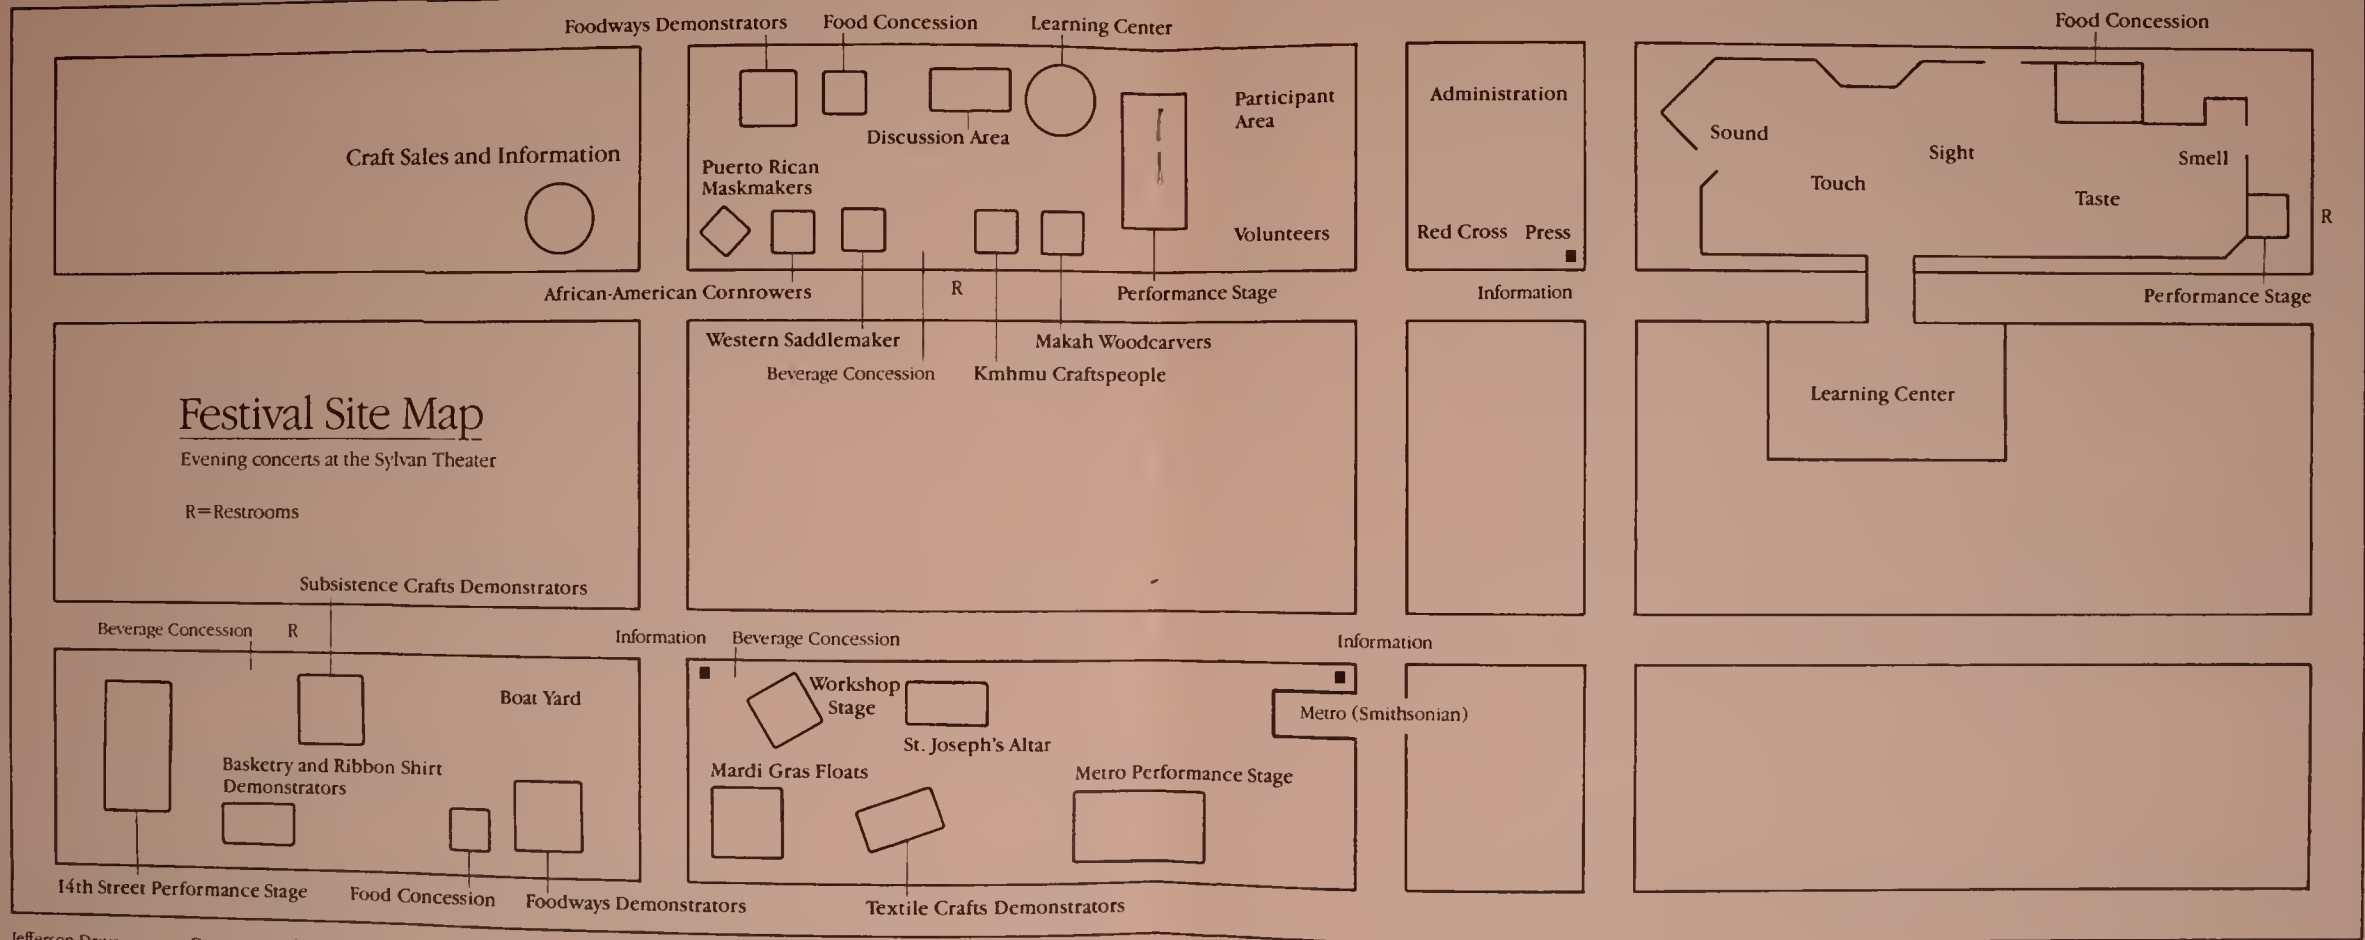 Foodways Demonstrators
Food Concession
Learning Center
Food Concession
Craft Sales and Information
Discussion Area
Puerto Rican
Maskmakers
Participant
Area
Volunteers
Administration
Red Cross
Press
Sound
Touch
Sight
Taste
Smell
R
African-American Cornrowers
R
Performance Stage
Information
Performance Stage
Western Saddlemaker
Makah Woodcarvers
Beverage Concession
Kmhmu Craftspeople
Learning Center
Festival Site Map
Evening concerts at the Sylvan Theater
R=Restrooms
Subsistence Crafts Demonstrators
Beverage Concession
R
Information
Beverage Concession
Information
Boat Yard
Workshop
Stage
St. Joseph's Altar
Metro (Smithsonian)
Basketry and Ribbon Shirt
Demonstrators
Mardi Gras Floats
Metro Performance Stage
14th Street Performance Stage
Food Concession
Foodways Demonstrators
Textile Crafts Demonstrators
Jefferson